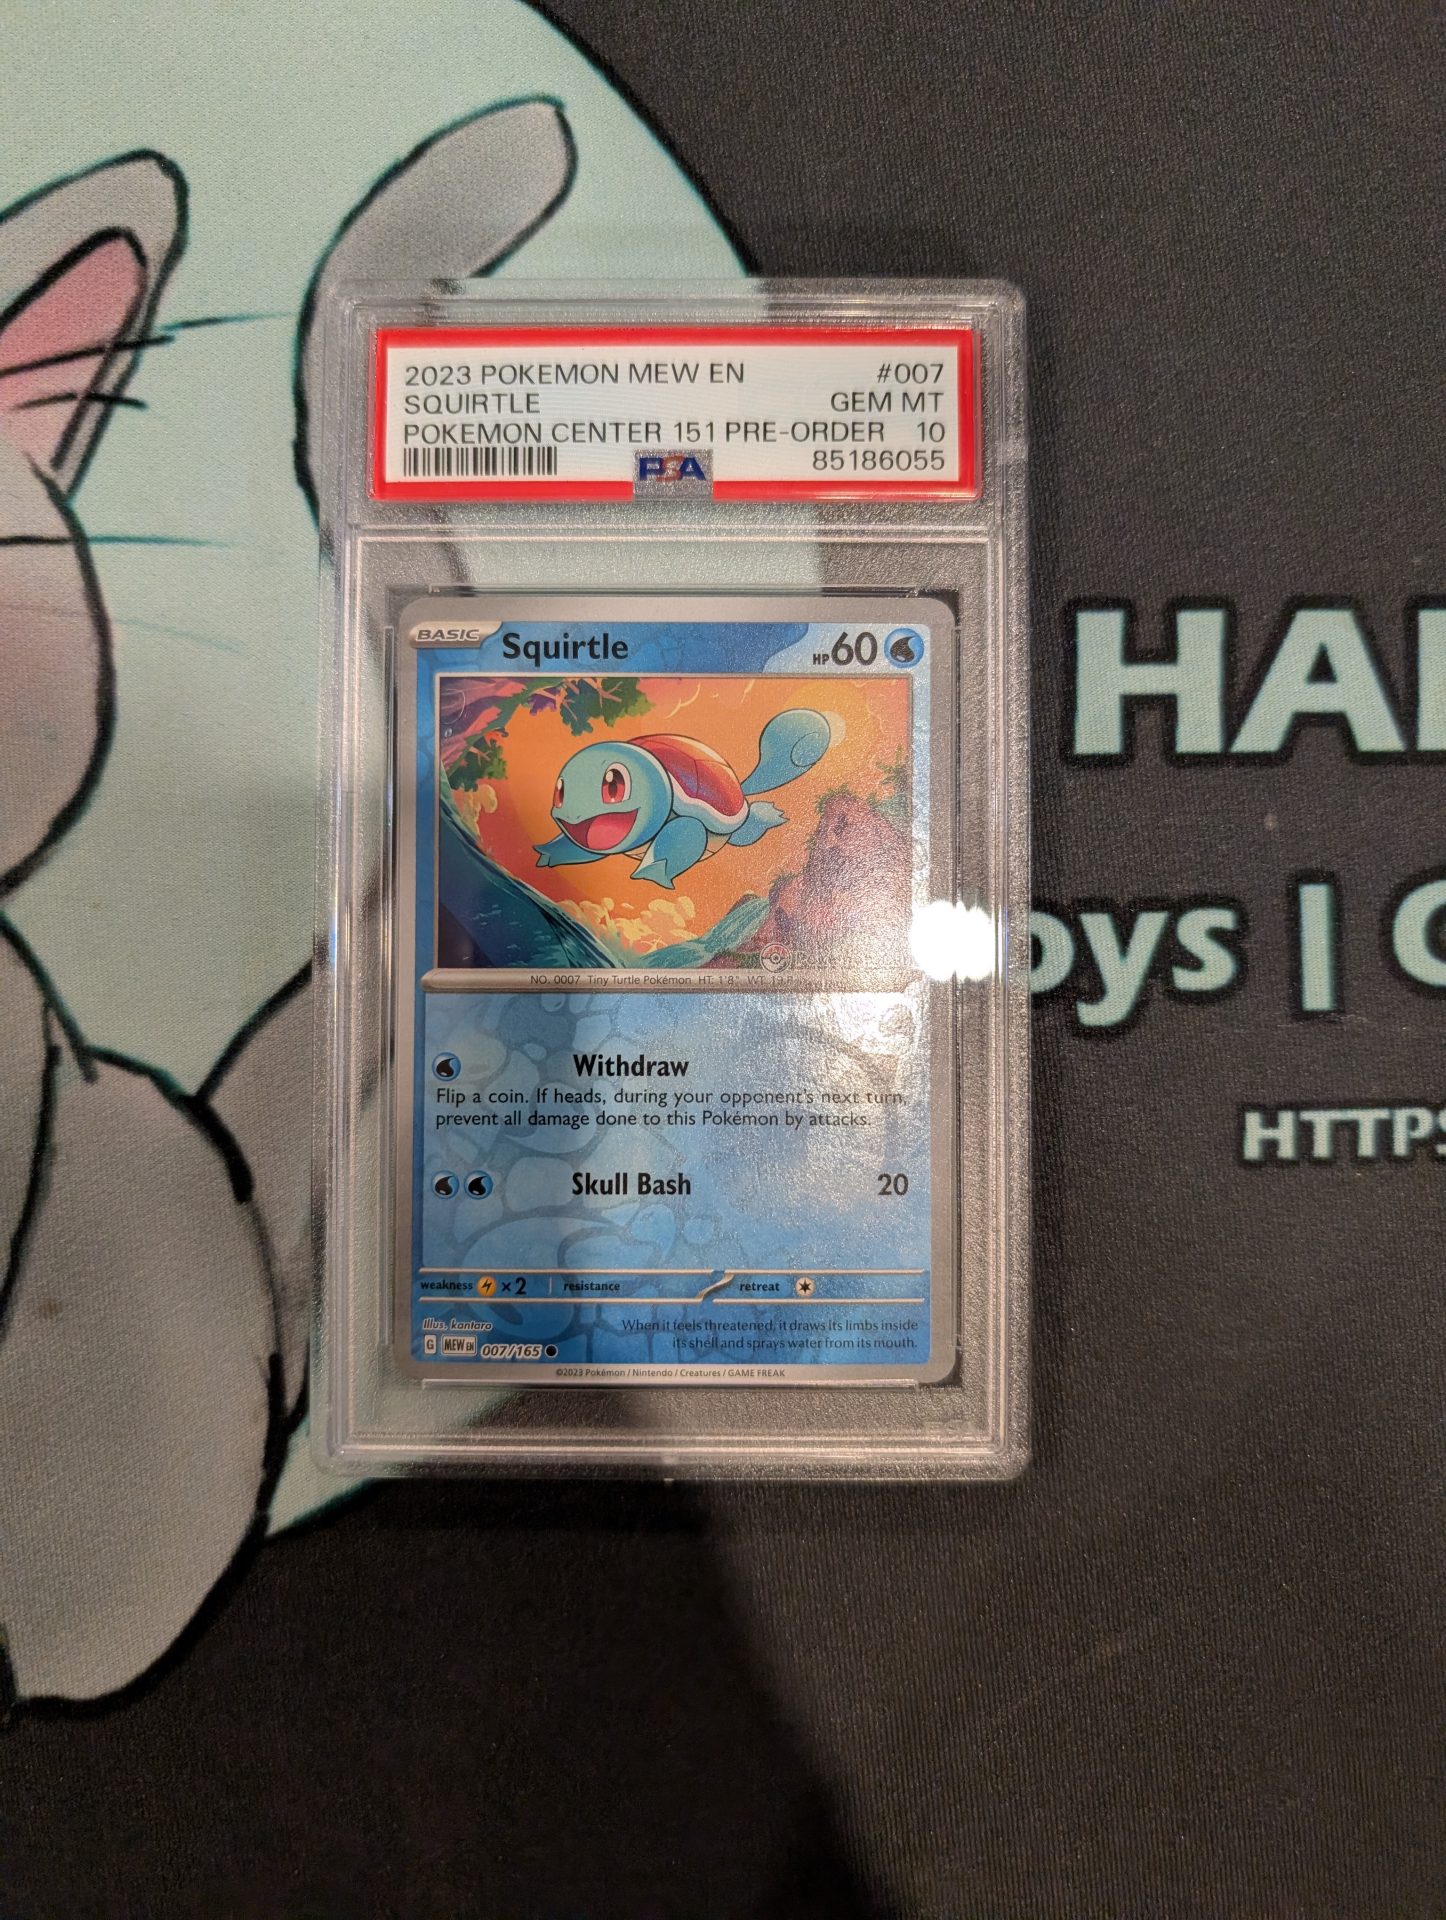 2023 POKEMON MEW EN #007
SQUIRTLE GEM MT
POKEMON CENTER 151 PRE-ORDER 10
85186055
PSA
BASIC Squirtle HP 60
NO. 0007 Tiny Turtle Pokémon HT: 1'8" WT:
Withdraw
Flip a coin. If heads, during your opponent's next turn,
prevent all damage done to this Pokémon by attacks.
Skull Bash 20
weakness ×2 resistance retreat
Illus. kantaro
When it feels threatened, it draws its limbs inside
its shell and sprays water from its mouth.
G MEW EN 007/165
©2023 Pokémon / Nintendo / Creatures / GAME FREAK
HA
oys |
HTTPS